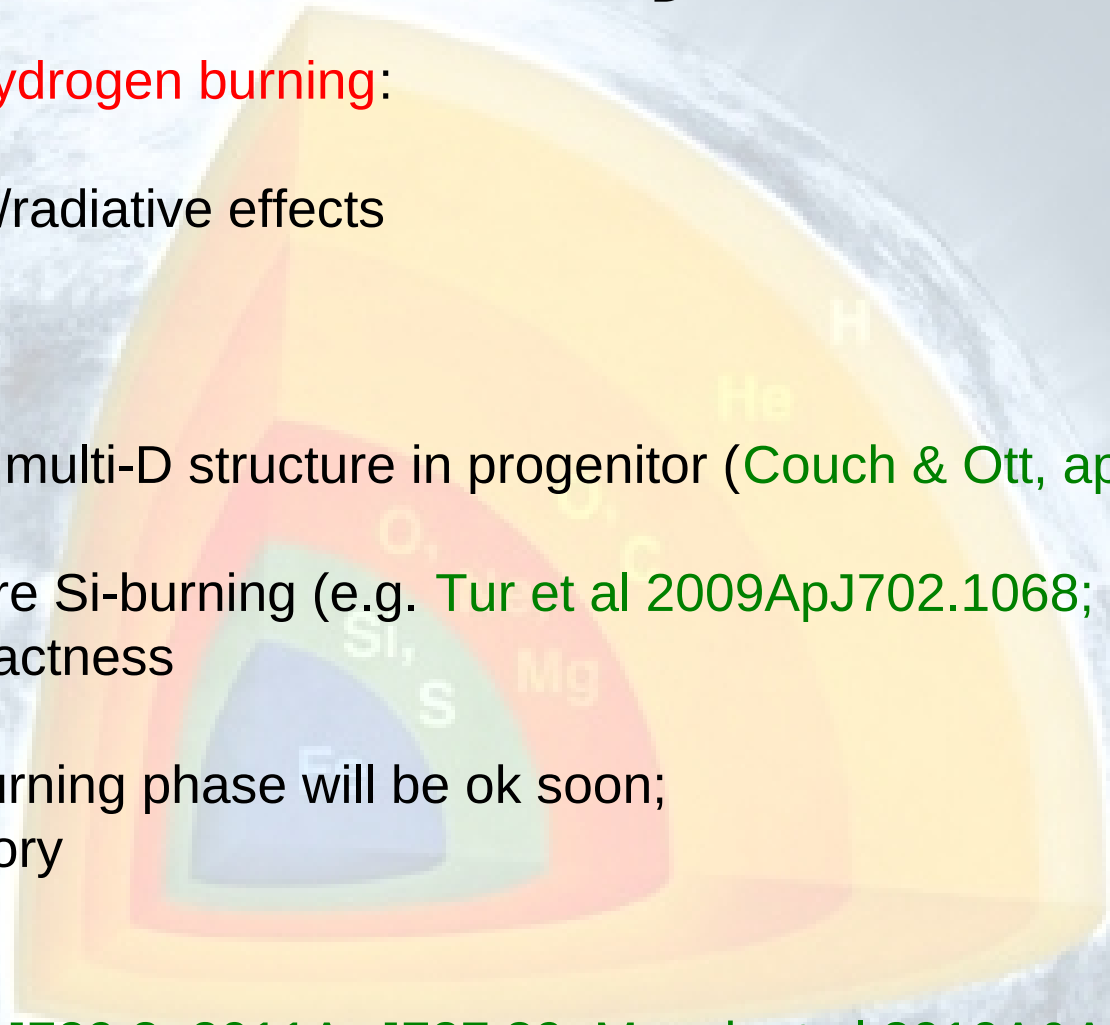 ydrogen burning:
/radiative effects
H
He
multi-D structure in progenitor (Couch & Ott, ap
O,
O,
C
re Si-burning (e.g. Tur et al 2009ApJ702.1068;
Si,
actness
Mg
S
urning phase will be ok soon;
ory